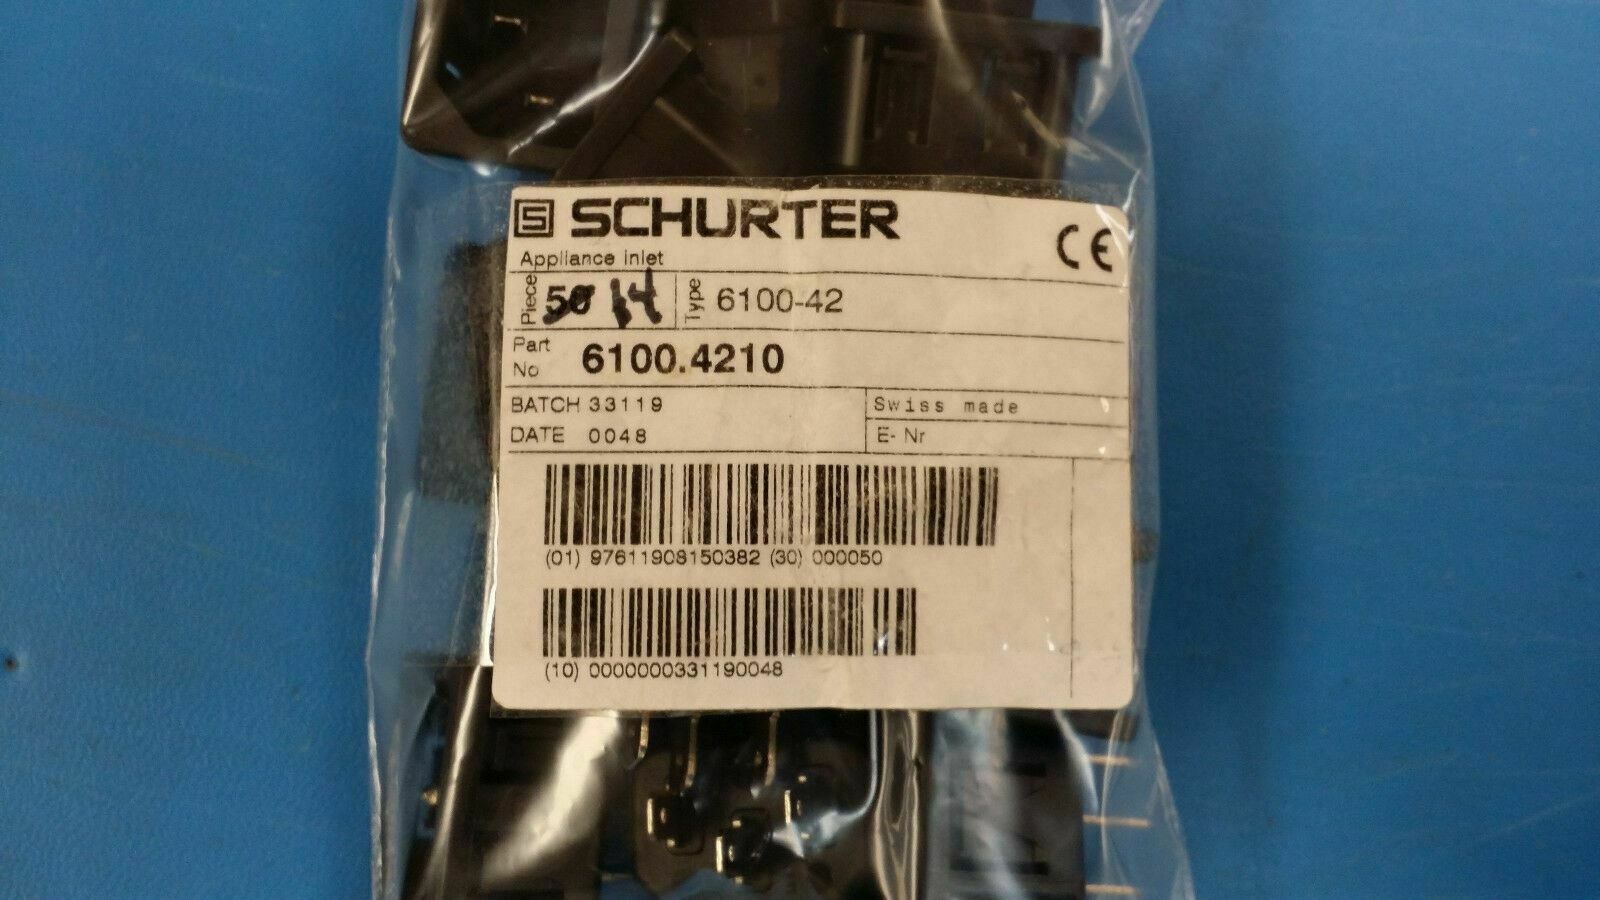 S SCHURTER
Appliance inlet
CE
Piece 50 14 Type 6100-42
Part No 6100.4210
BATCH 33119
DATE 0048
Swiss made
E- Nr
(01) 97611908150382 (30) 000050
(10) 0000000331190048